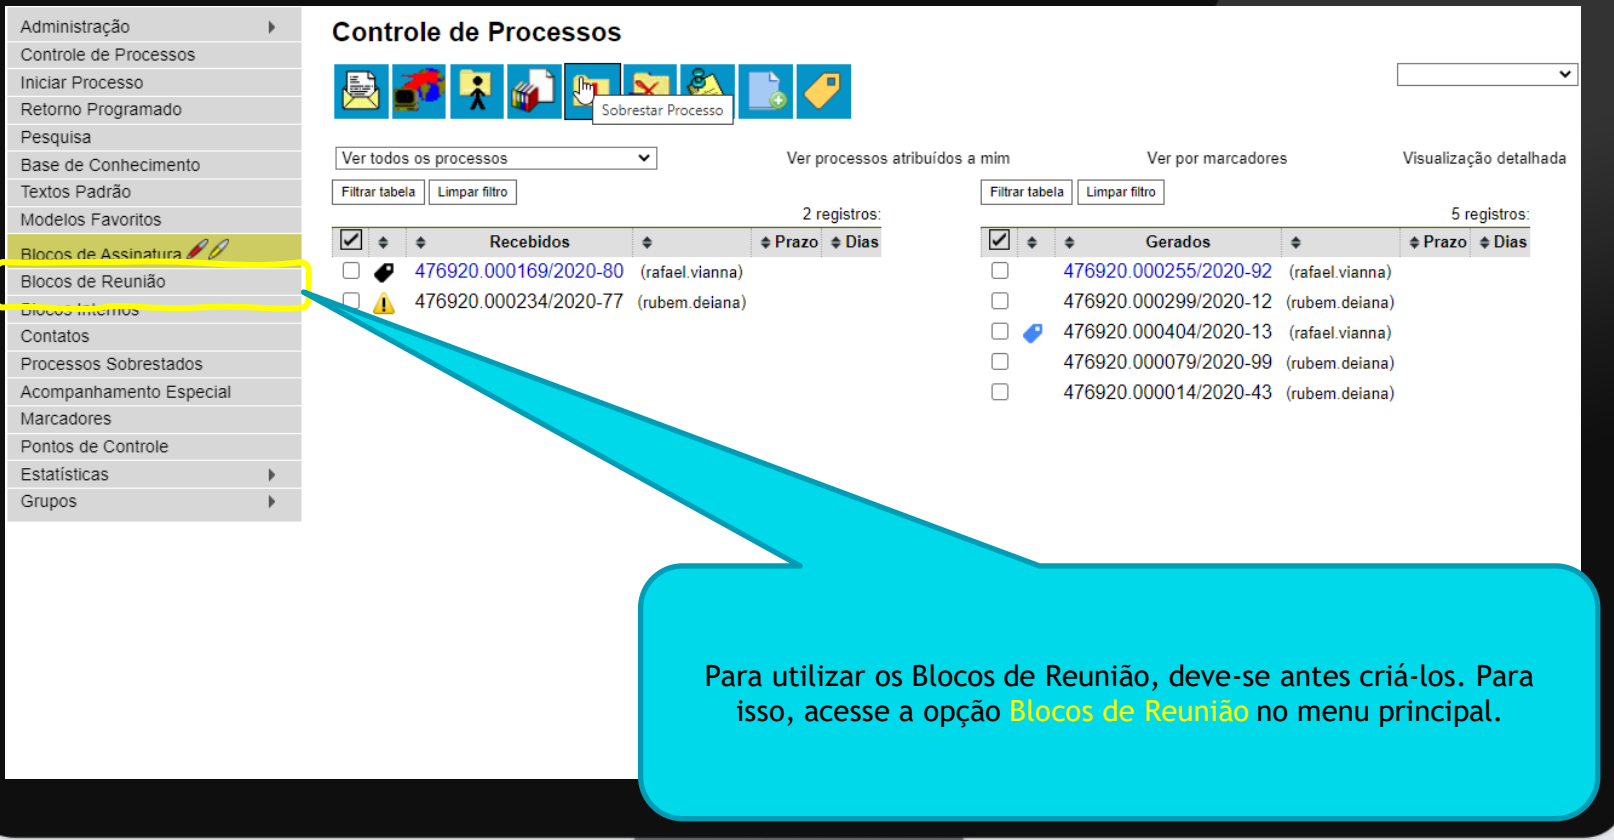 Administração
Controle de Processos
Iniciar Processo
Retorno Programado
Pesquisa
Base de Conhecimento
Textos Padrão
Modelos Favoritos
Blocos de Assinatura
Blocos de Reunião
Blocos Internos
Contatos
Processos Sobrestados
Acompanhamento Especial
Marcadores
Pontos de Controle
Estatísticas
Grupos
Controle de Processos
Sobrestar Processo
Ver todos os processos
Ver processos atribuídos a mim
Ver por marcadores
Visualização detalhada
Filtrar tabela Limpar filtro
2 registros:
Recebidos Prazo Dias
476920.000169/2020-80 (rafael.vianna)
476920.000234/2020-77 (rubem.deiana)
Filtrar tabela Limpar filtro
5 registros:
Gerados Prazo Dias
476920.000255/2020-92 (rafael.vianna)
476920.000299/2020-12 (rubem.deiana)
476920.000404/2020-13 (rafael.vianna)
476920.000079/2020-99 (rubem.deiana)
476920.000014/2020-43 (rubem.deiana)
Para utilizar os Blocos de Reunião, deve-se antes criá-los. Para
isso, acesse a opção Blocos de Reunião no menu principal.